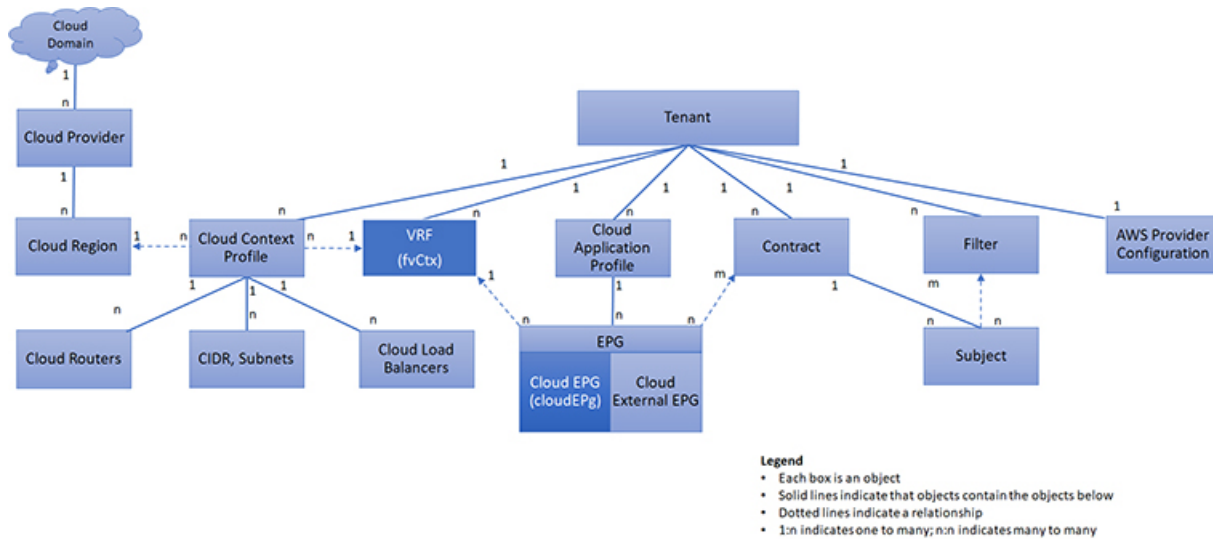 Cloud
Domain
1
n
Cloud Provider
Tenant
1
n
1
1
1
1
1
1
n
n
n
n
n
1
Cloud Region
1
n
Cloud Context
Profile
n
1
VRF
(fvCtx)
Cloud
Application
Profile
Contract
Filter
AWS Provider
Configuration
1
1
1
1
1
m
1
m
n
n
n
n
n
n
n
n
Cloud Routers
CIDR, Subnets
Cloud Load
Balancers
EPG
Cloud EPG
(cloudEPg)
Cloud
External EPG
Subject
Legend
• Each box is an object
• Solid lines indicate that objects contain the objects below
• Dotted lines indicate a relationship
• 1:n indicates one to many; n:n indicates many to many